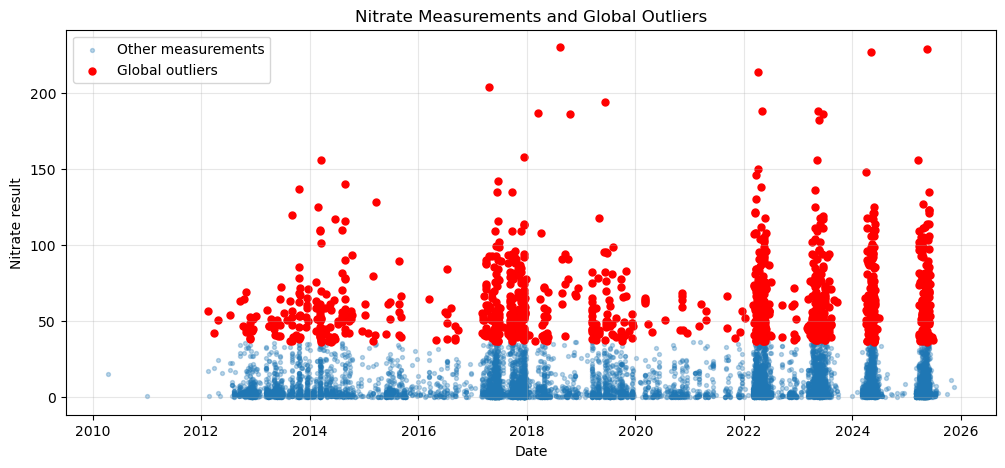 Nitrate Measurements and Global Outliers
Other measurements
Global outliers
Nitrate result
200
150
100
50
0
2010 2012 2014 2016 2018 2020 2022 2024 2026
Date